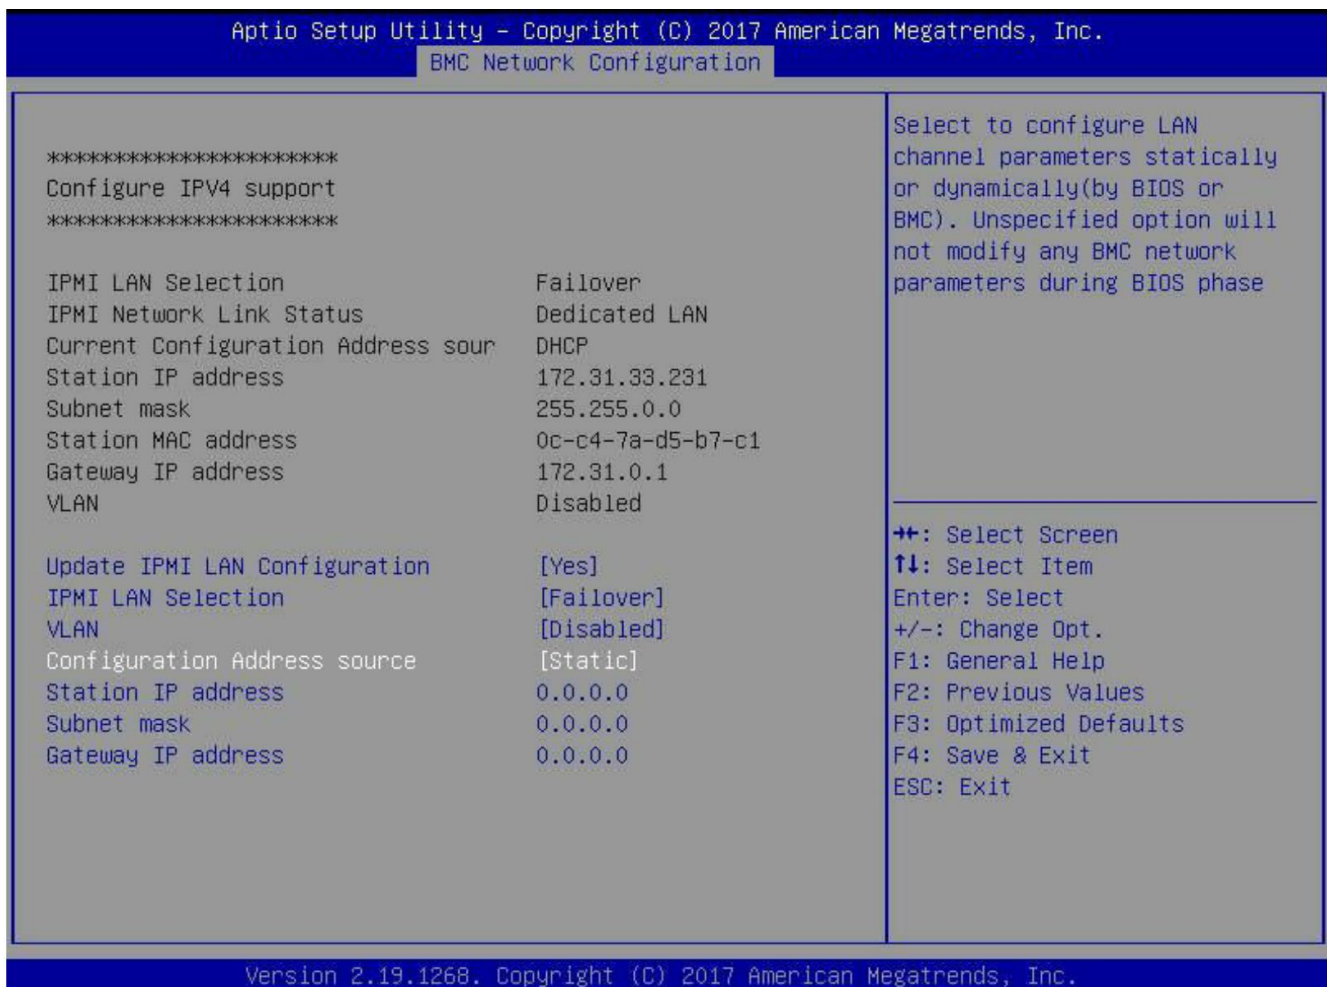 Aptio Setup Utility – Copyright (C) 2017 American Megatrends, Inc.
BMC Network Configuration
**********************
Configure IPV4 support
**********************
IPMI LAN Selection Failover
IPMI Network Link Status Dedicated LAN
Current Configuration Address sour DHCP
Station IP address 172.31.33.231
Subnet mask 255.255.0.0
Station MAC address 0c-c4-7a-d5-b7-c1
Gateway IP address 172.31.0.1
VLAN Disabled
Update IPMI LAN Configuration [Yes]
IPMI LAN Selection [Failover]
VLAN [Disabled]
Configuration Address source [Static]
Station IP address 0.0.0.0
Subnet mask 0.0.0.0
Gateway IP address 0.0.0.0
Select to configure LAN
channel parameters statically
or dynamically(by BIOS or
BMC). Unspecified option will
not modify any BMC network
parameters during BIOS phase
→←: Select Screen
↑↓: Select Item
Enter: Select
+/-: Change Opt.
F1: General Help
F2: Previous Values
F3: Optimized Defaults
F4: Save & Exit
ESC: Exit
Version 2.19.1268. Copyright (C) 2017 American Megatrends, Inc.